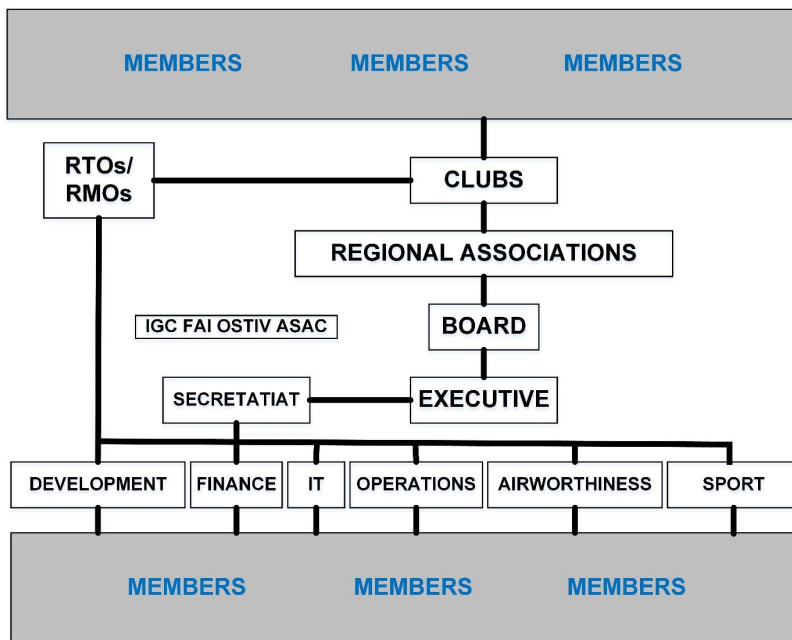 MEMBERS MEMBERS MEMBERS
RTOs/
RMOs
CLUBS
REGIONAL ASSOCIATIONS
IGC FAI OSTIV ASAC
BOARD
SECRETATIAT
EXECUTIVE
DEVELOPMENT
FINANCE
IT
OPERATIONS
AIRWORTHINESS
SPORT
MEMBERS MEMBERS MEMBERS